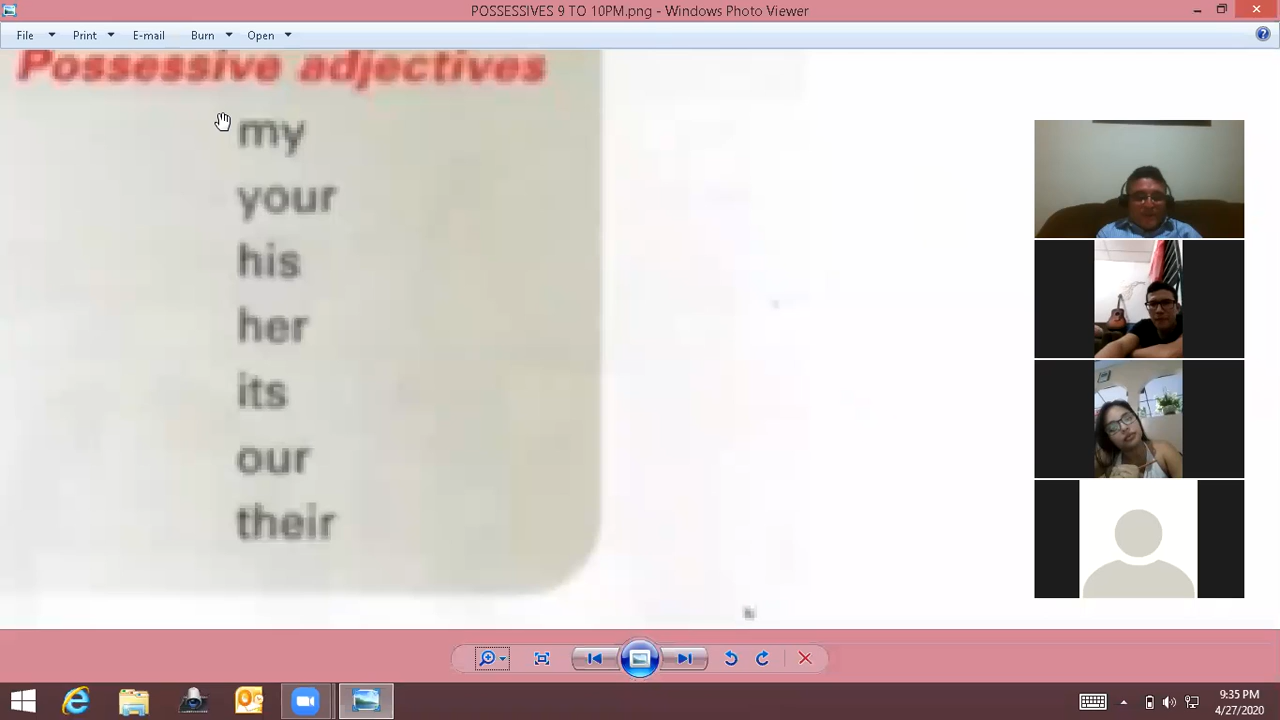 POSSESSIVES 9 TO 10PM.png - Windows Photo Viewer
File Print E-mail Burn Open
Possessive adjectives
my
your
his
her
its
our
their
9:35 PM
4/27/2020